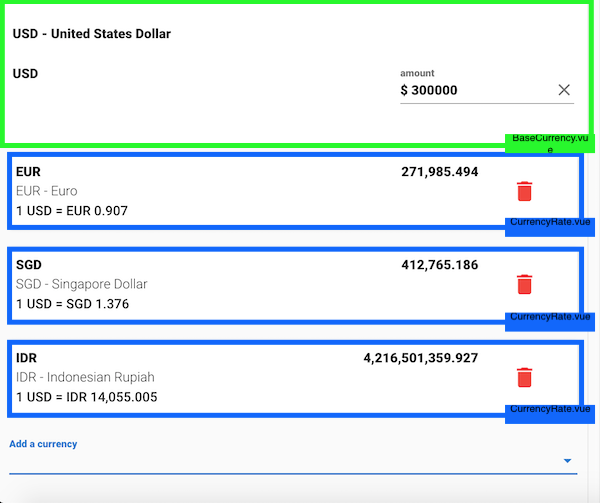 USD - United States Dollar
USD
amount
$ 300000
BaseCurrency.vu
e
EUR
271,985.494
EUR - Euro
1 USD = EUR 0.907
CurrencyRate.vue
SGD
412,765.186
SGD - Singapore Dollar
1 USD = SGD 1.376
CurrencyRate.vue
IDR
4,216,501,359.927
IDR - Indonesian Rupiah
1 USD = IDR 14,055.005
CurrencyRate.vue
Add a currency